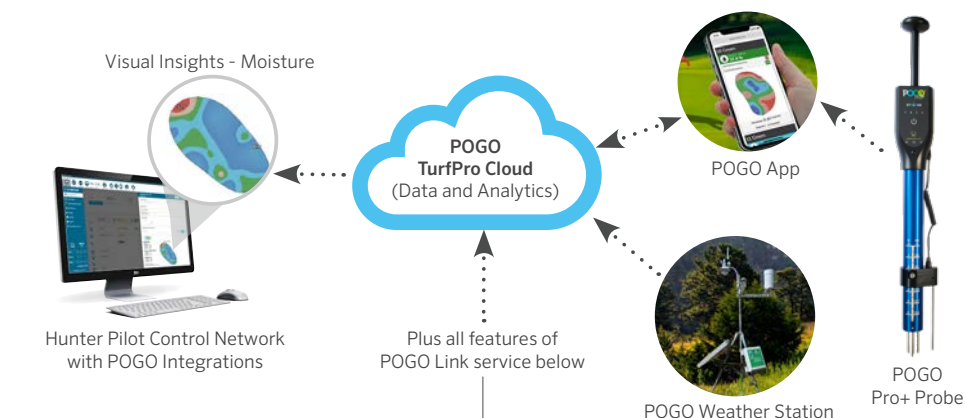 Visual Insights - Moisture
POGO
TurfPro Cloud
(Data and Analytics)
POGO App
POGO
Hunter Pilot Control Network
with POGO Integrations
Plus all features of
POGO Link service below
POGO Weather Station
POGO
Pro+ Probe